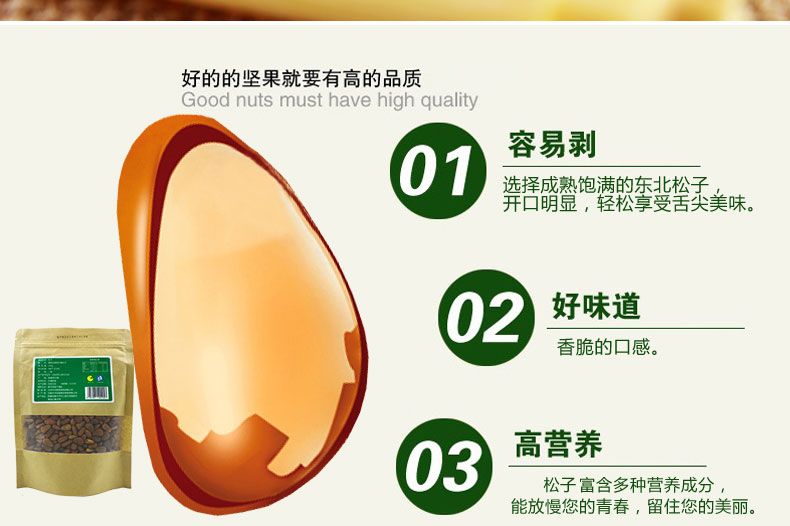 好的的坚果就要有高的品质
Good nuts must have high quality
01
容易剥
选择成熟饱满的东北松子，
开口明显，轻松享受舌尖美味。
02
好味道
香脆的口感。
03
高营养
松子富含多种营养成分，
能放慢您的青春，留住您的美丽。